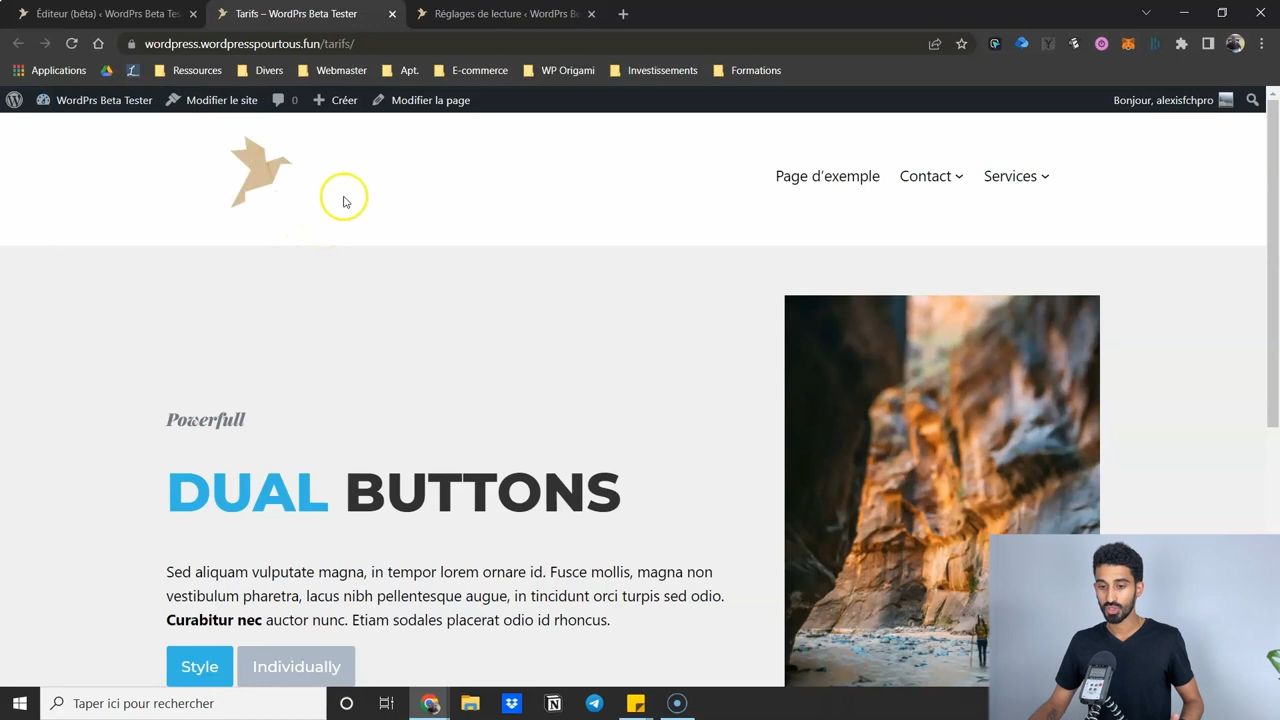 Éditeur (bêta) ‹ WordPrs Beta Tes
Tarifs – WordPrs Beta Tester
Réglages de lecture ‹ WordPrs Be
wordpress.wordpresspourtous.fun/tarifs/
Applications
Ressources
Divers
Webmaster
Apt.
E-commerce
WP Origami
Investissements
Formations
WordPrs Beta Tester
Modifier le site
0
Créer
Modifier la page
Bonjour, alexisfchpro
Page d’exemple
Contact
Services
Powerfull
DUAL BUTTONS
Sed aliquam vulputate magna, in tempor lorem ornare id. Fusce mollis, magna non
vestibulum pharetra, lacus nibh pellentesque augue, in tincidunt orci turpis sed odio.
Curabitur nec auctor nunc. Etiam sodales placerat odio id rhoncus.
Style
Individually
Taper ici pour rechercher